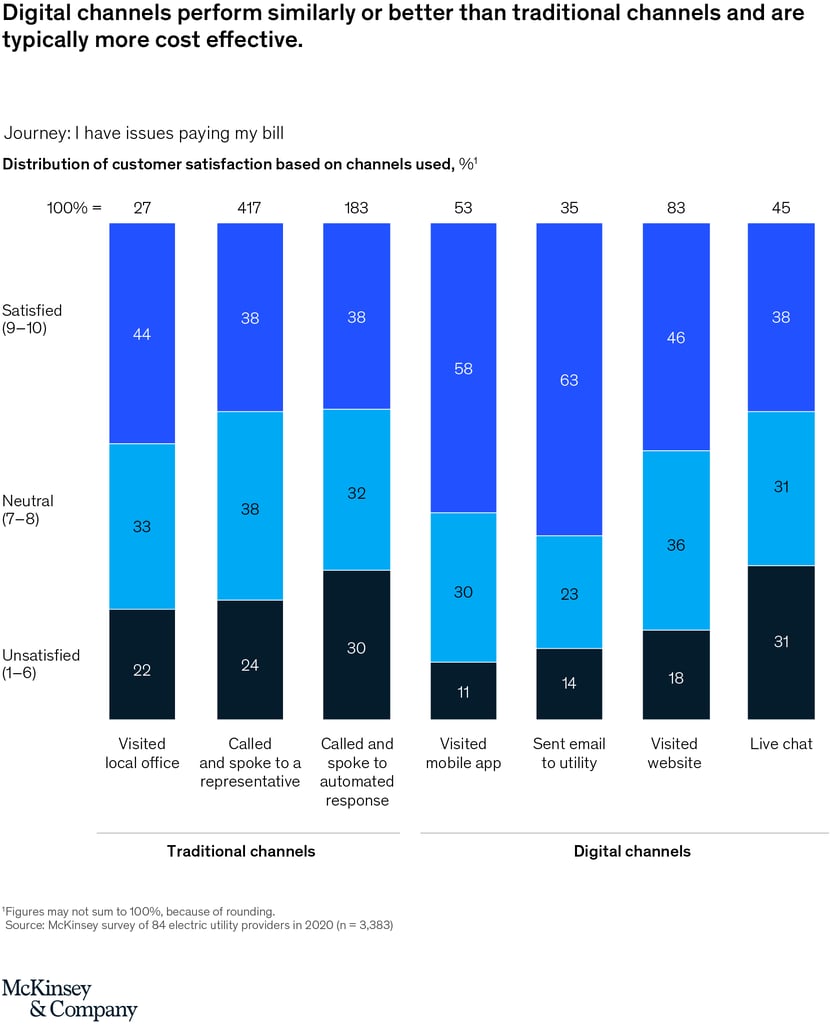 Digital channels perform similarly or better than traditional channels and are
typically more cost effective.
Journey: I have issues paying my bill
Distribution of customer satisfaction based on channels used, %¹
100% = 27 417 183 53 35 83 45
Satisfied
(9–10)
44 38 38 58 63 46 38
Neutral
(7–8)
33 38 32 30 23 36 31
Unsatisfied
(1–6)
22 24 30 11 14 18 31
Visited
local office
Called
and spoke to a
representative
Called and
spoke to
automated
response
Visited
mobile app
Sent email
to utility
Visited
website
Live chat
Traditional channels
Digital channels
¹Figures may not sum to 100%, because of rounding.
Source: McKinsey survey of 84 electric utility providers in 2020 (n = 3,383)
McKinsey
& Company